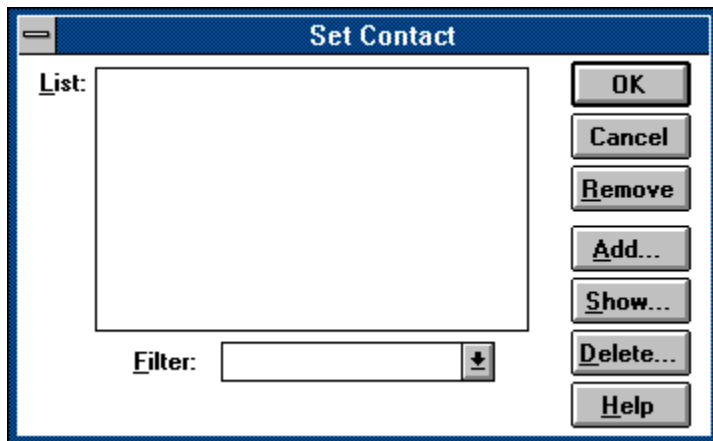 Set Contact
List:
OK
Cancel
Remove
Add...
Show...
Filter:
Delete...
Help